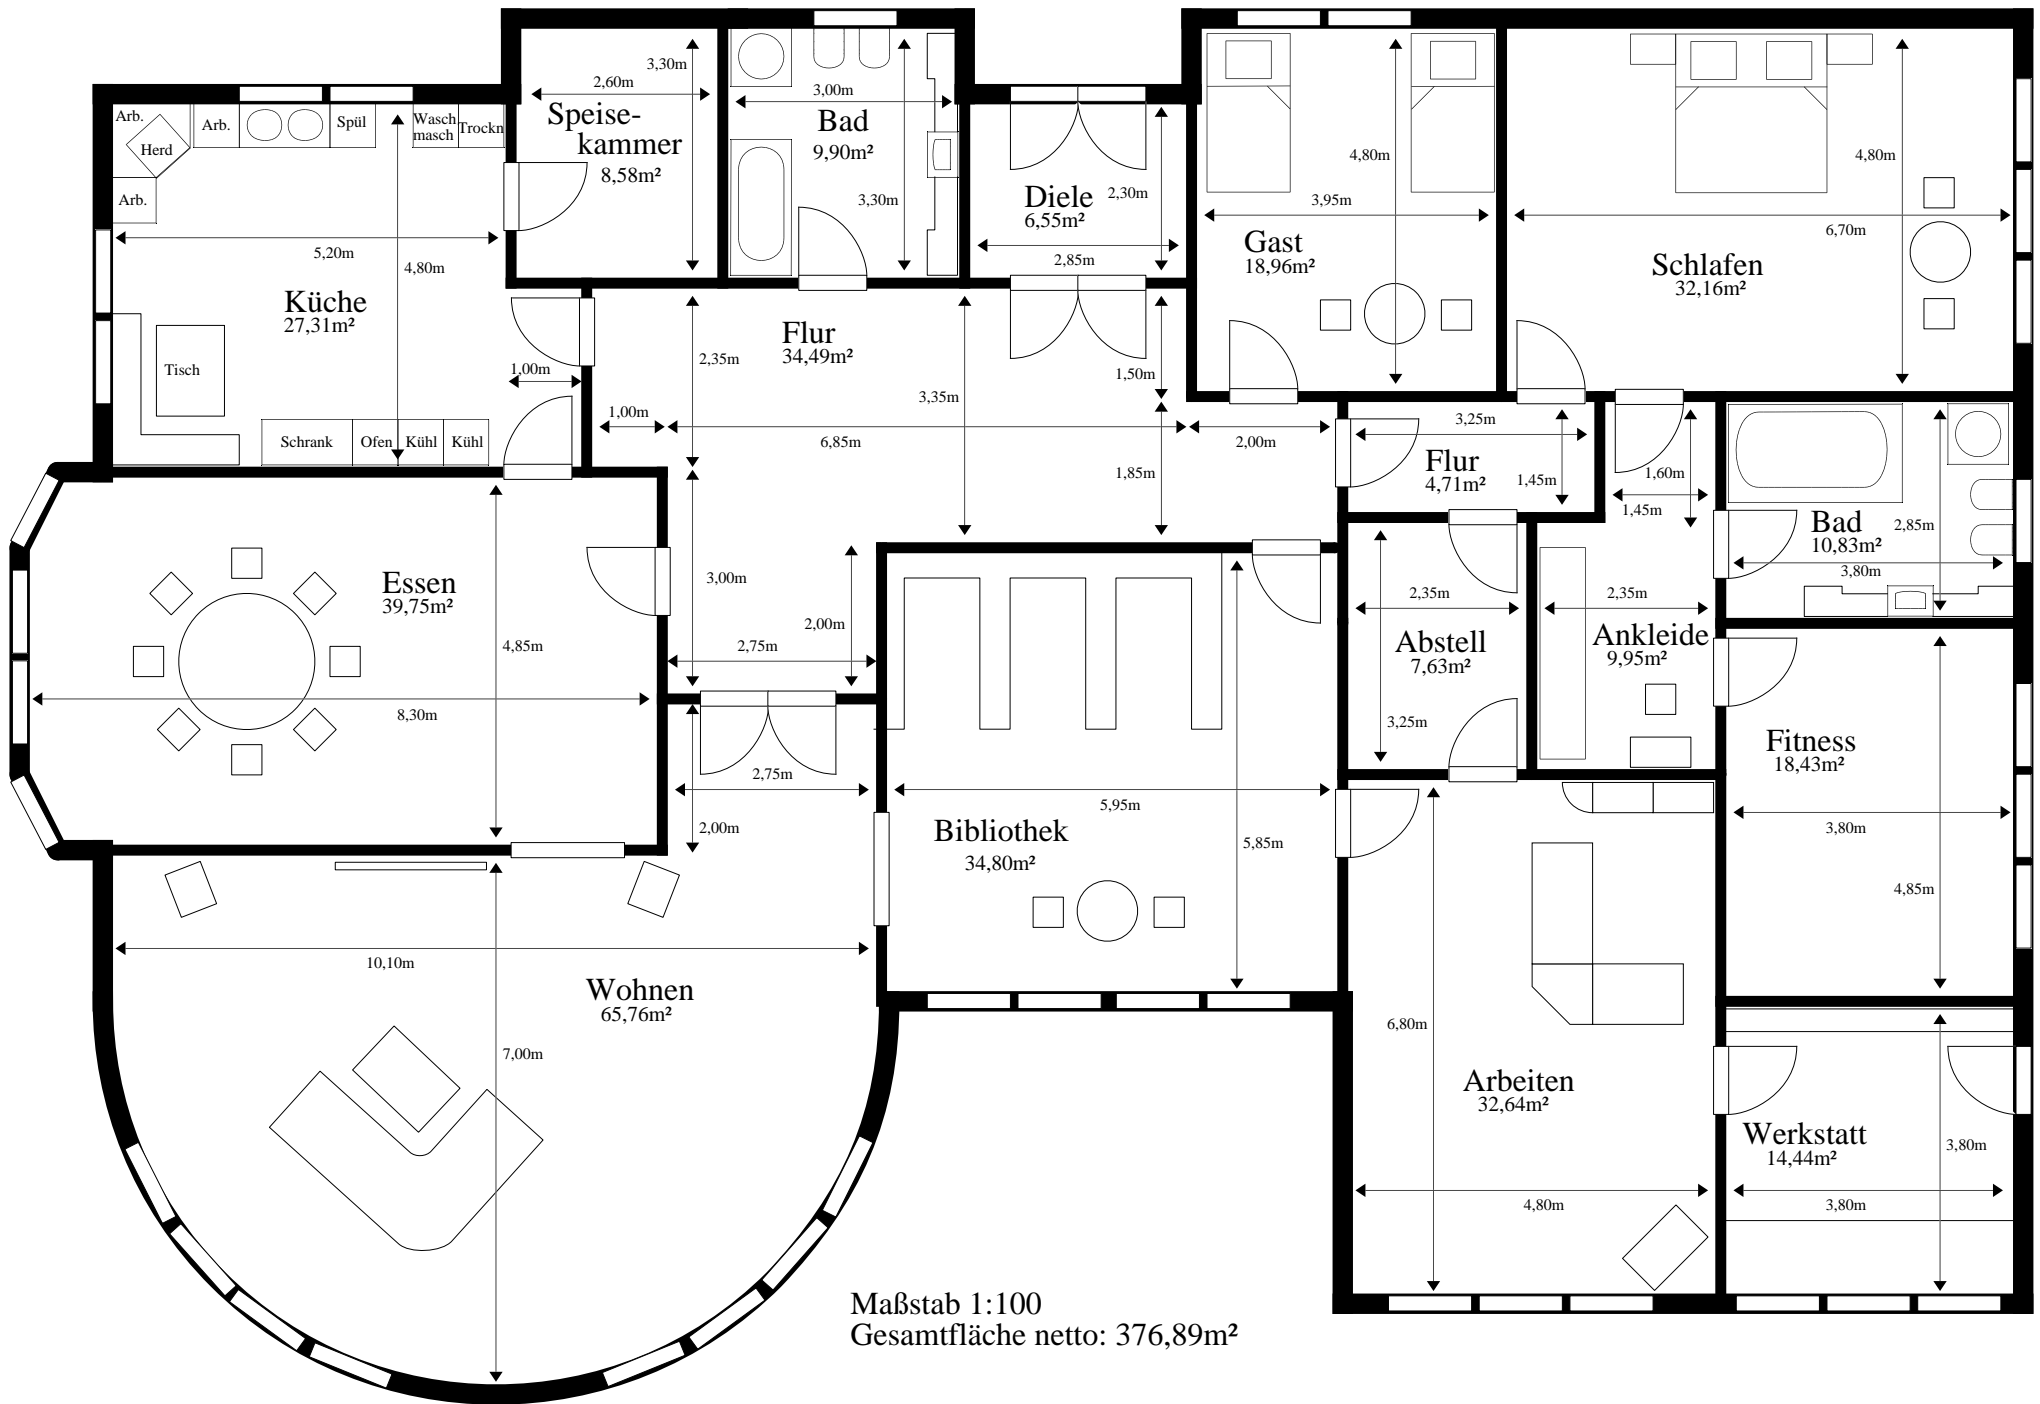 3,30m
2,60m
Speise-
kammer
8,58m²
3,00m
Bad
9,90m²
3,30m
Diele
6,55m²
2,30m
2,85m
4,80m
3,95m
Gast
18,96m²
4,80m
6,70m
Schlafen
32,16m²
Arb.
Arb.
Spül
Wasch
masch
Trockn
Herd
Arb.
5,20m
4,80m
Küche
27,31m²
Tisch
1,00m
Schrank
Ofen
Kühl
Kühl
Flur
34,49m²
2,35m
3,35m
1,50m
1,00m
6,85m
2,00m
1,85m
3,25m
Flur
4,71m²
1,45m
1,60m
1,45m
Bad
10,83m²
2,85m
3,80m
Essen
39,75m²
4,85m
8,30m
3,00m
2,00m
2,75m
2,75m
2,00m
2,35m
Abstell
7,63m²
3,25m
2,35m
Ankleide
9,95m²
Fitness
18,43m²
3,80m
4,85m
5,95m
Bibliothek
34,80m²
5,85m
10,10m
Wohnen
65,76m²
7,00m
6,80m
Arbeiten
32,64m²
4,80m
Werkstatt
14,44m²
3,80m
3,80m
Maßstab 1:100
Gesamtfläche netto: 376,89m²